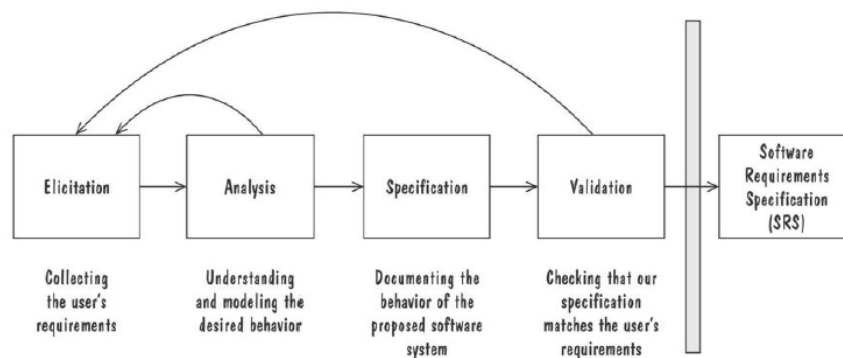 Elicitation
Analysis
Specification
Validation
Software
Requirements
Specification
(SRS)
Collecting
the user's
requirements
Understanding
and modeling the
desired behavior
Documenting the
behavior of the
proposed software
system
Checking that our
specification
matches the user's
requirements